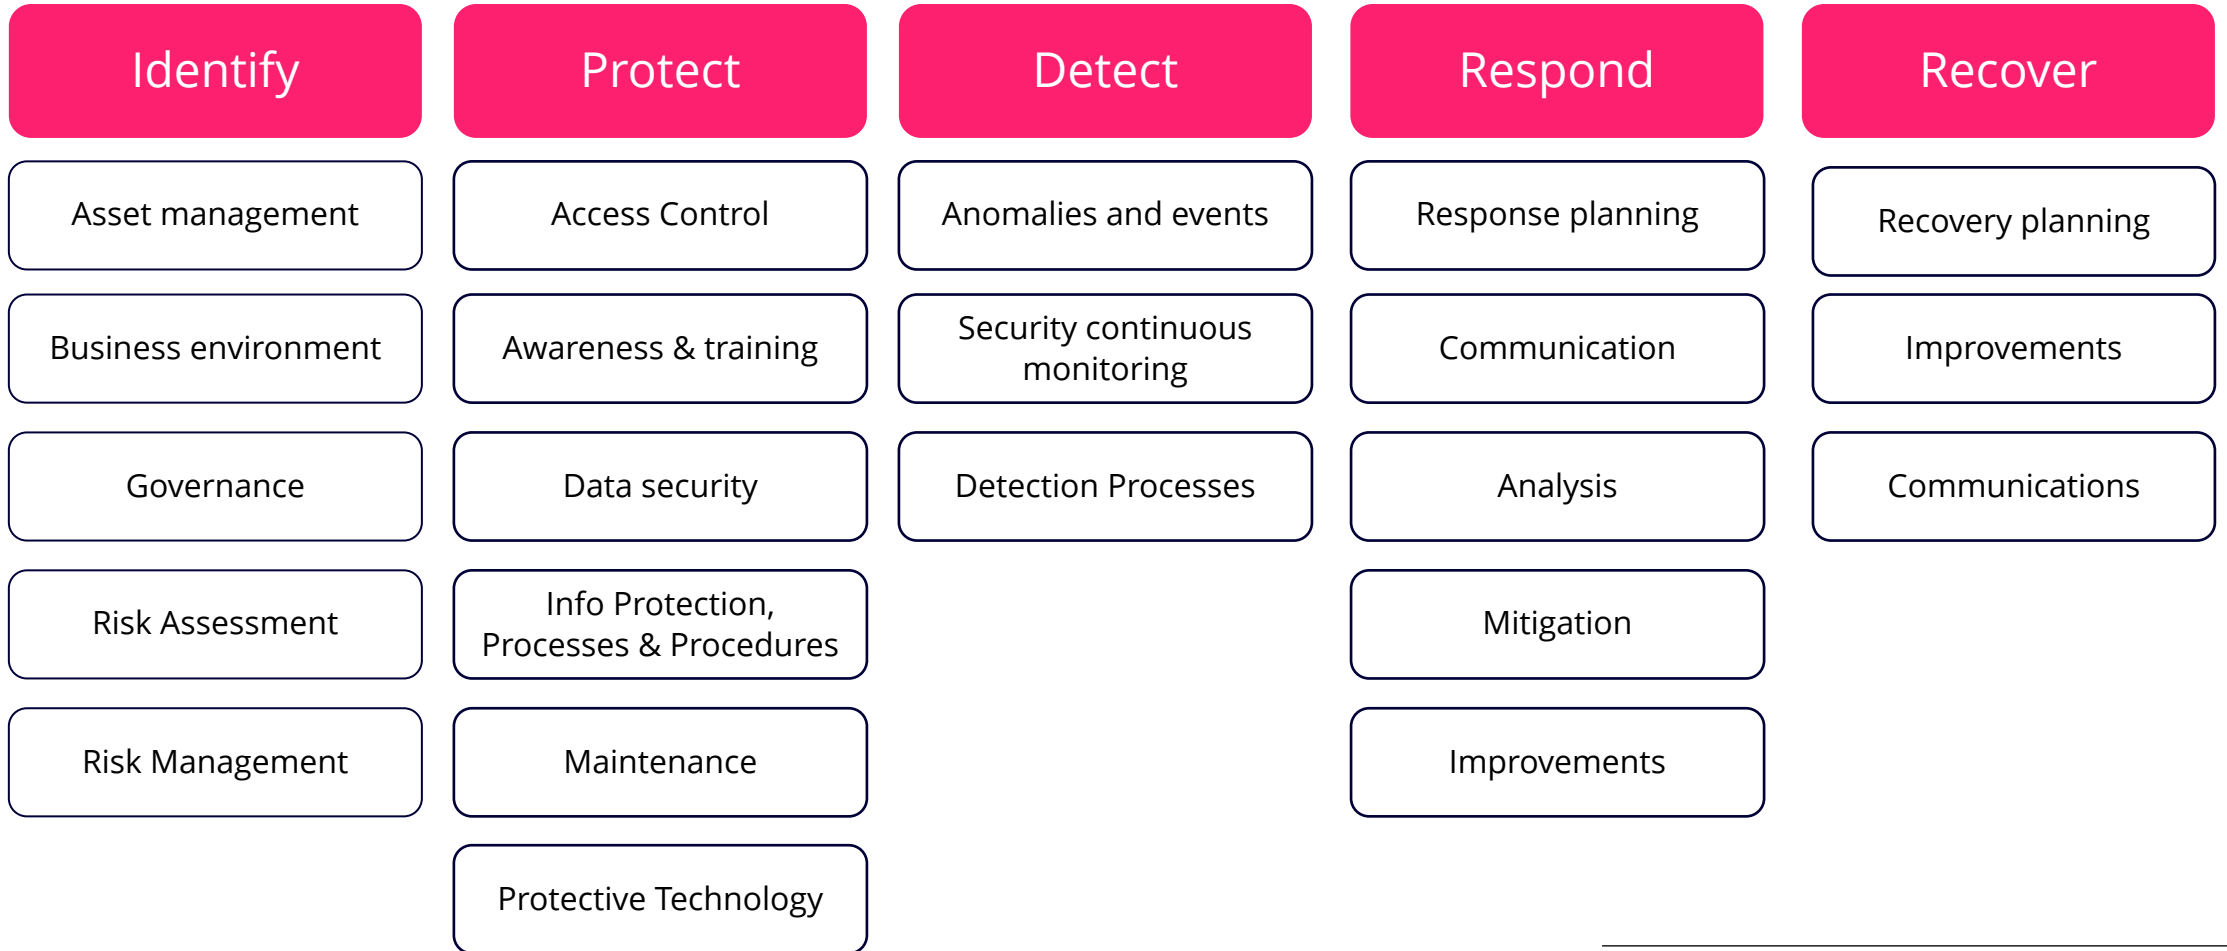 Identify
Protect
Detect
Respond
Recover
Asset management
Access Control
Anomalies and events
Response planning
Recovery planning
Business environment
Awareness & training
Security continuous
monitoring
Communication
Improvements
Governance
Data security
Detection Processes
Analysis
Communications
Risk Assessment
Info Protection,
Processes & Procedures
Mitigation
Risk Management
Maintenance
Improvements
Protective Technology